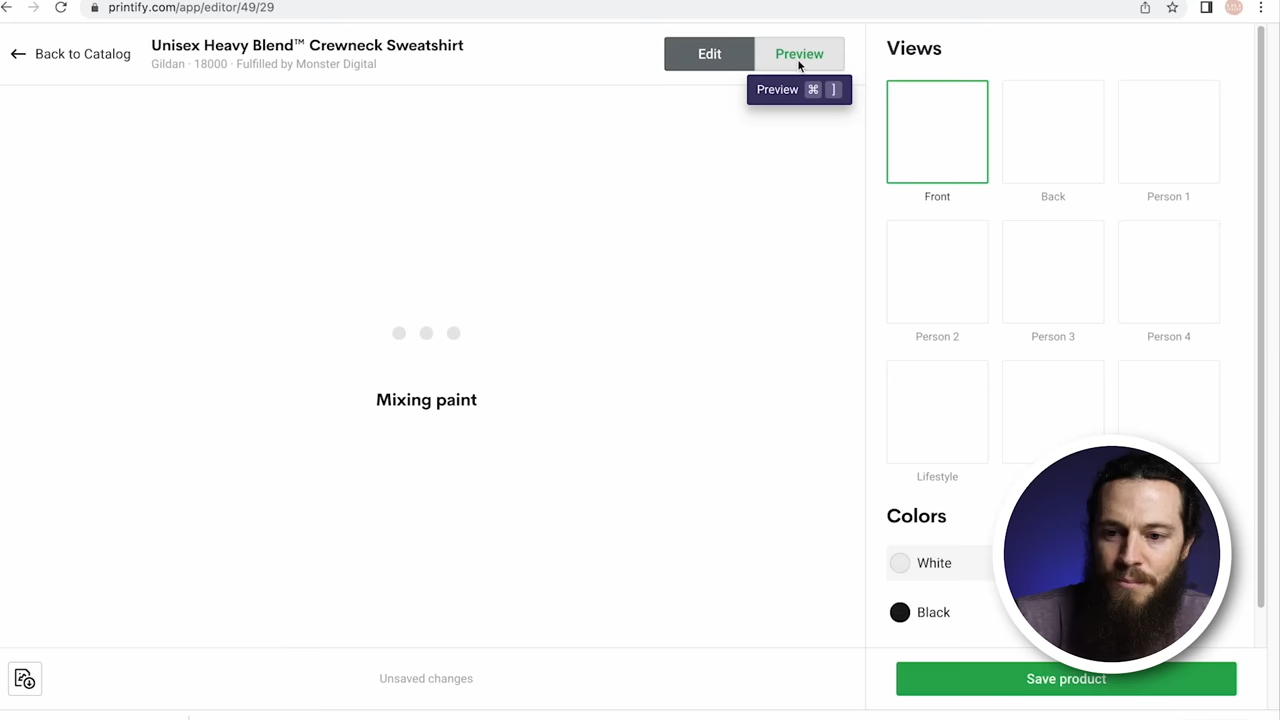 printify.com/app/editor/49/29
Back to Catalog
Unisex Heavy Blend™ Crewneck Sweatshirt
Gildan · 18000 · Fulfilled by Monster Digital
Edit
Preview
Preview ⌘ ]
Views
Front
Back
Person 1
Person 2
Person 3
Person 4
Lifestyle
Mixing paint
Colors
White
Black
Unsaved changes
Save product